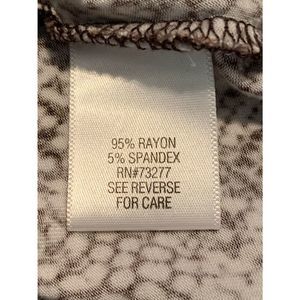 95% RAYON
5% SPANDEX
RN#73277
SEE REVERSE
FOR CARE